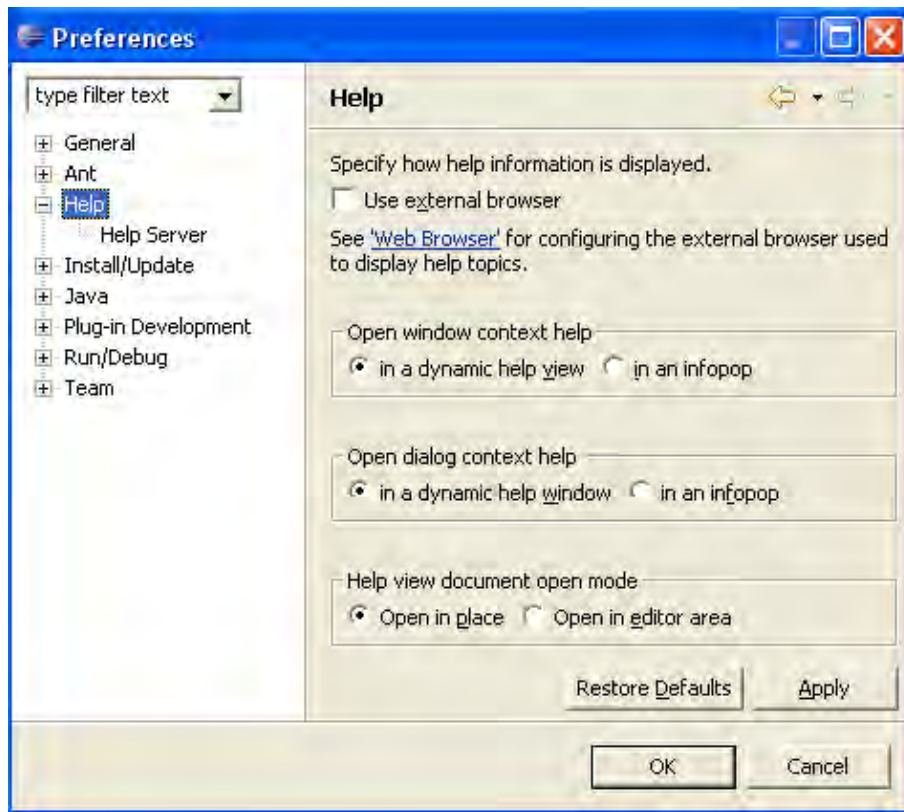 Preferences
type filter text
General
Ant
Help
Help Server
Install/Update
Java
Plug-in Development
Run/Debug
Team
Help
Specify how help information is displayed.
Use external browser
See 'Web Browser' for configuring the external browser used
to display help topics.
Open window context help
in a dynamic help view in an infopop
Open dialog context help
in a dynamic help window in an infopop
Help view document open mode
Open in place Open in editor area
Restore Defaults Apply
OK Cancel